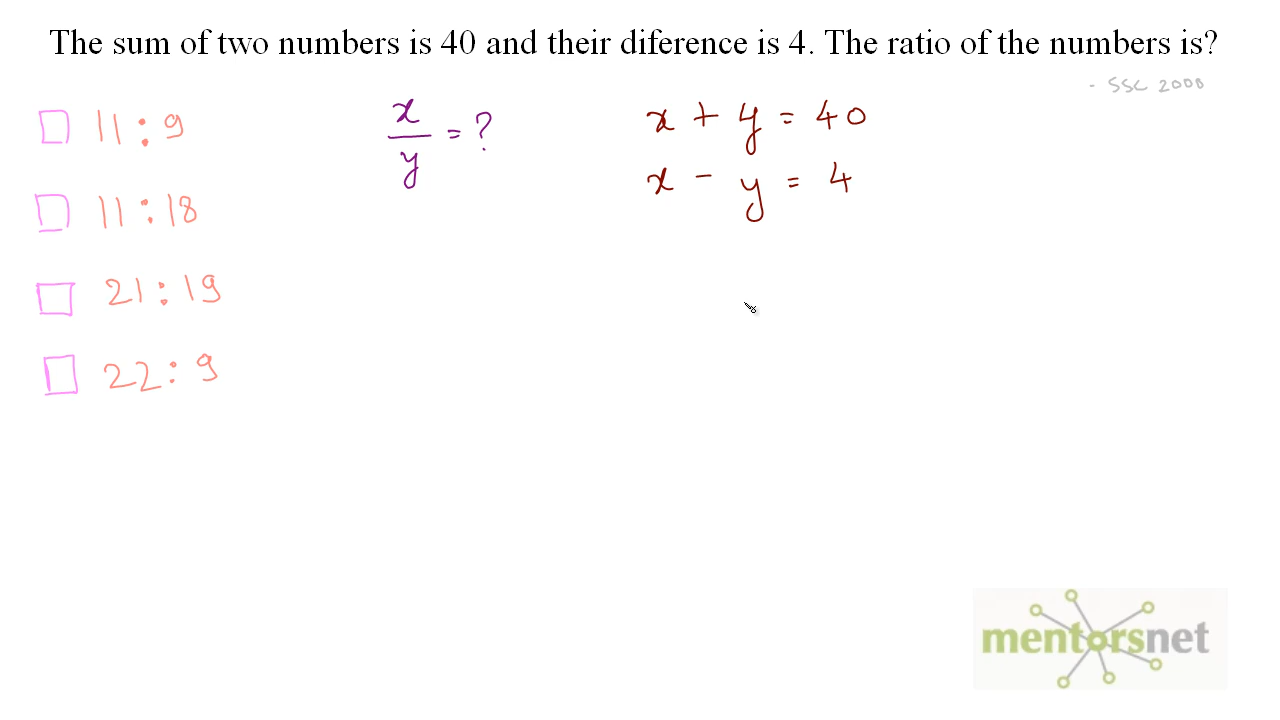 The sum of two numbers is 40 and their diference is 4. The ratio of the numbers is?
- SSC 2000
11 : 9
11 : 18
21 : 19
22 : 9
x/y = ?
x + y = 40
x - y = 4
mentorsnet